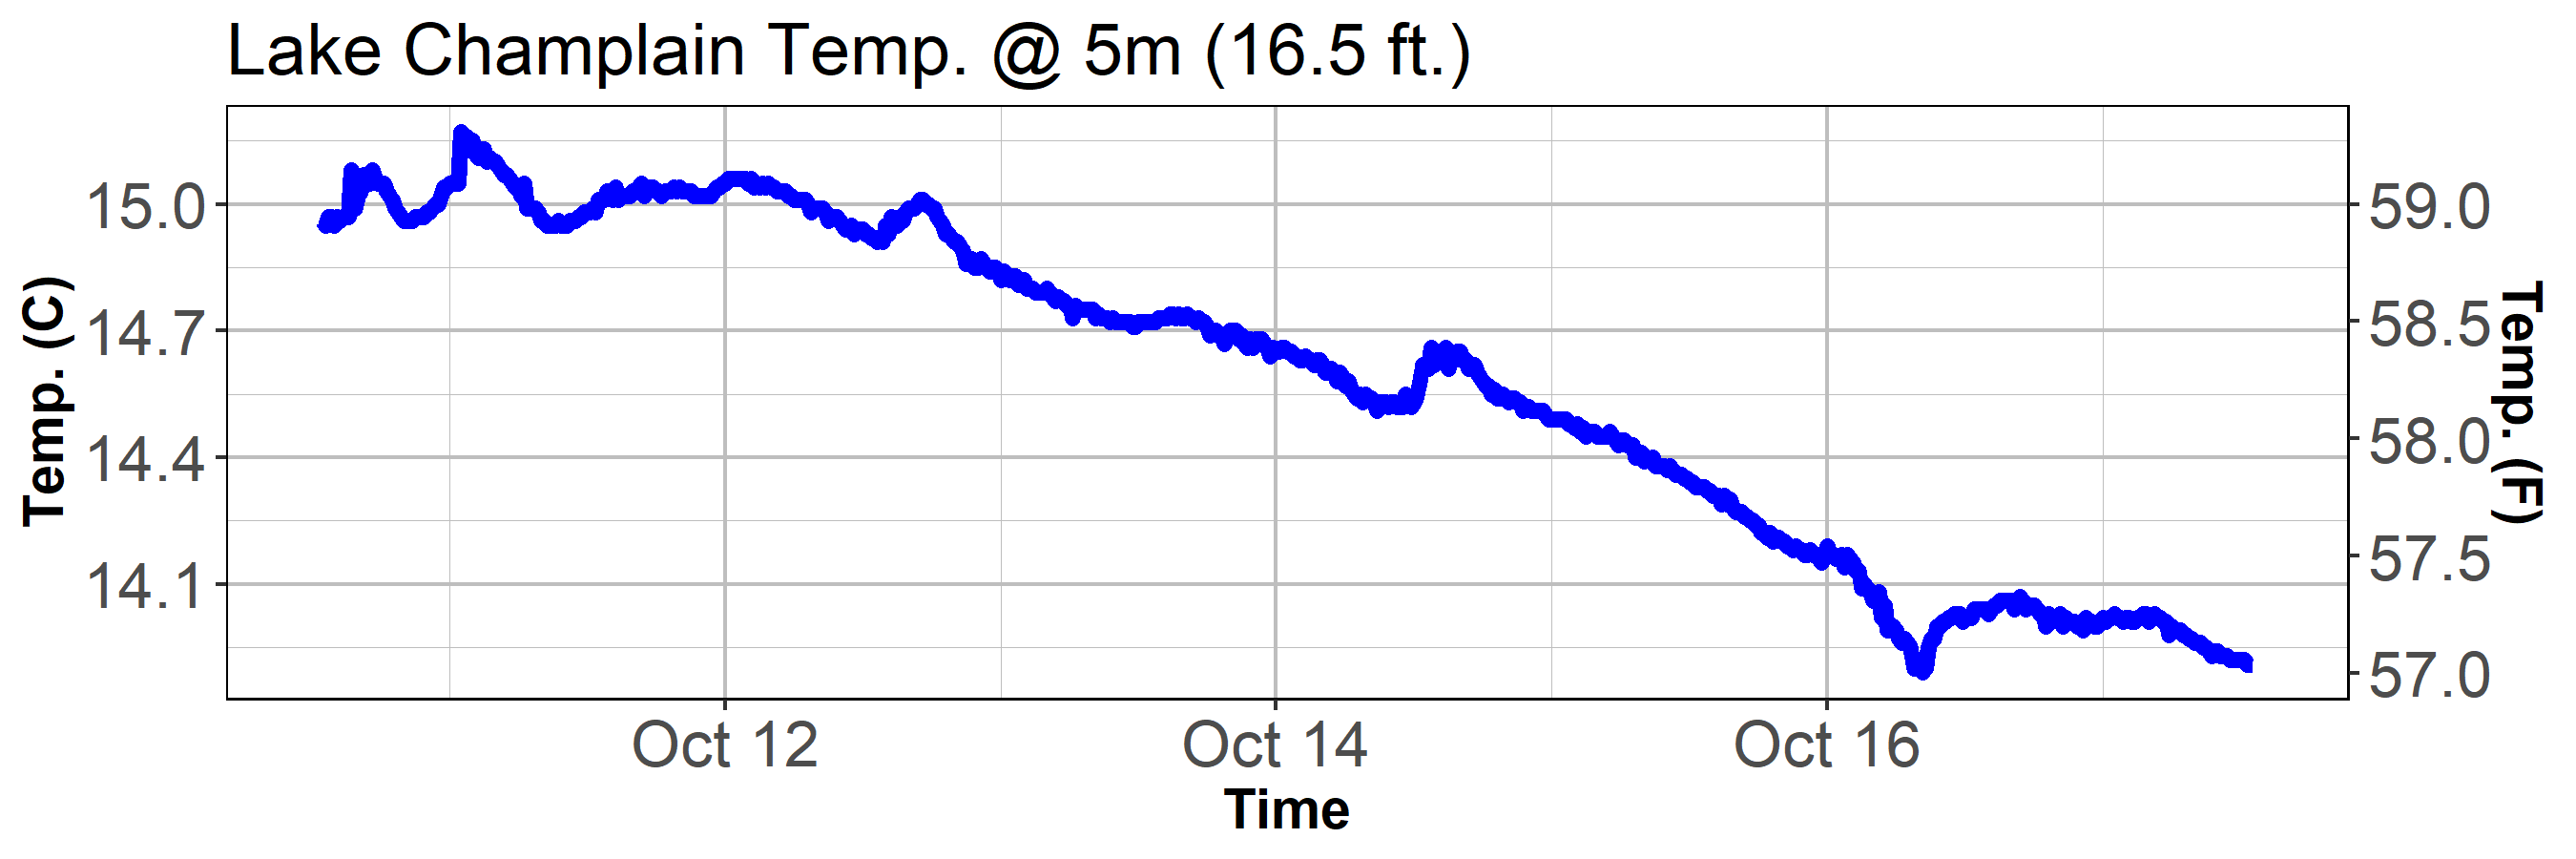 Lake Champlain Temp. @ 5m (16.5 ft.)
Temp. (C)
15.0
14.7
14.4
14.1
59.0
58.5
58.0
57.5
57.0
Temp. (F)
Oct 12
Oct 14
Oct 16
Time